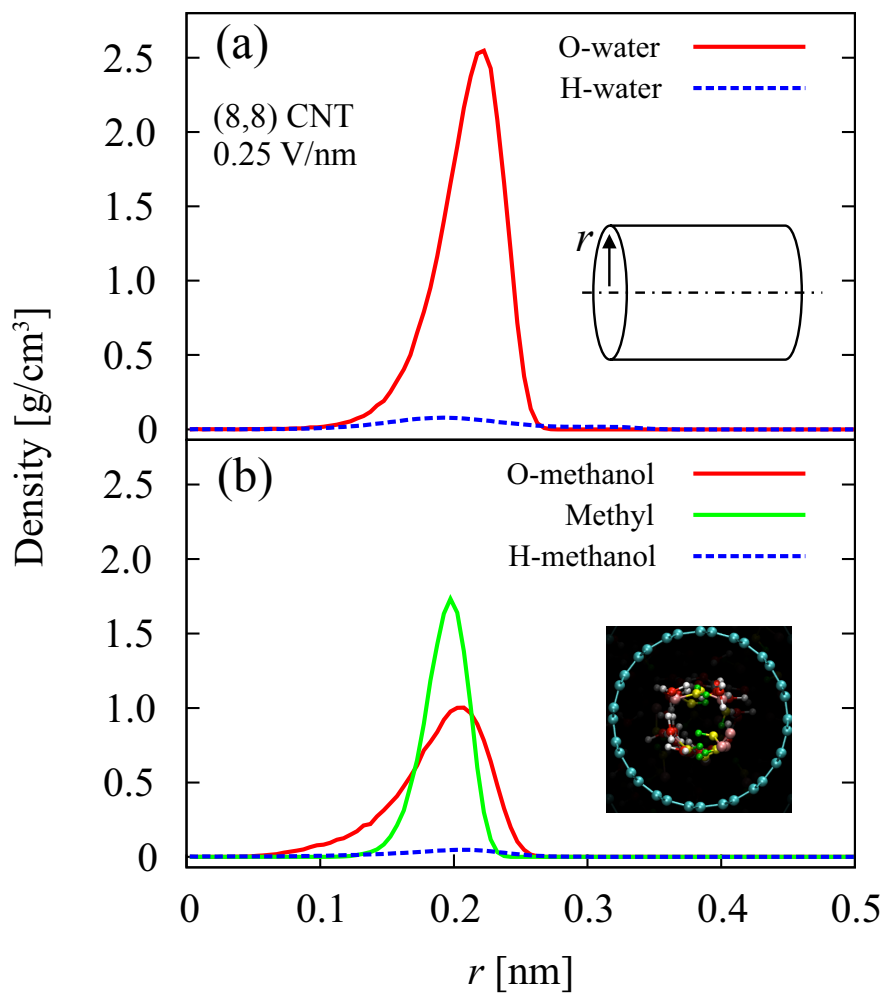 (a)
O-water
H-water
(8,8) CNT
0.25 V/nm
r
2.5
2.0
1.5
1.0
0.5
0
Density [g/cm³]
(b)
O-methanol
Methyl
H-methanol
2.5
2.0
1.5
1.0
0.5
0
0 0.1 0.2 0.3 0.4 0.5
r [nm]